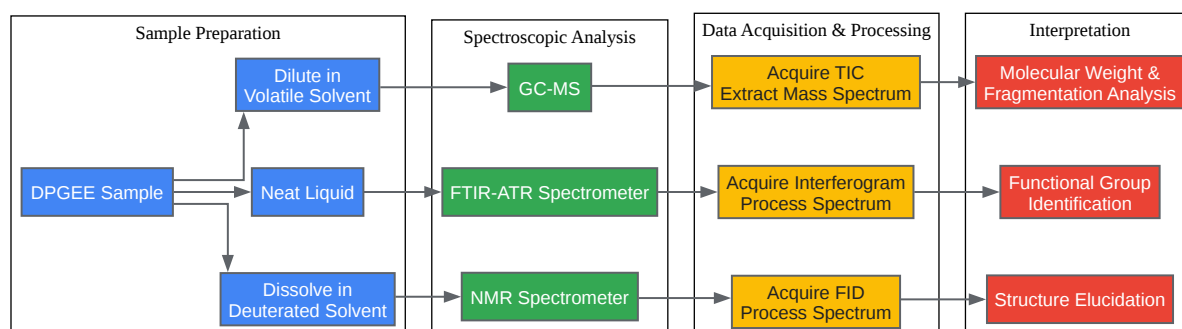 Sample Preparation
Spectroscopic Analysis
Data Acquisition & Processing
Interpretation
Dilute in
Volatile Solvent
GC-MS
Acquire TIC
Extract Mass Spectrum
Molecular Weight &
Fragmentation Analysis
DPGEE Sample
Neat Liquid
FTIR-ATR Spectrometer
Acquire Interferogram
Process Spectrum
Functional Group
Identification
Dissolve in
Deuterated Solvent
NMR Spectrometer
Acquire FID
Process Spectrum
Structure Elucidation